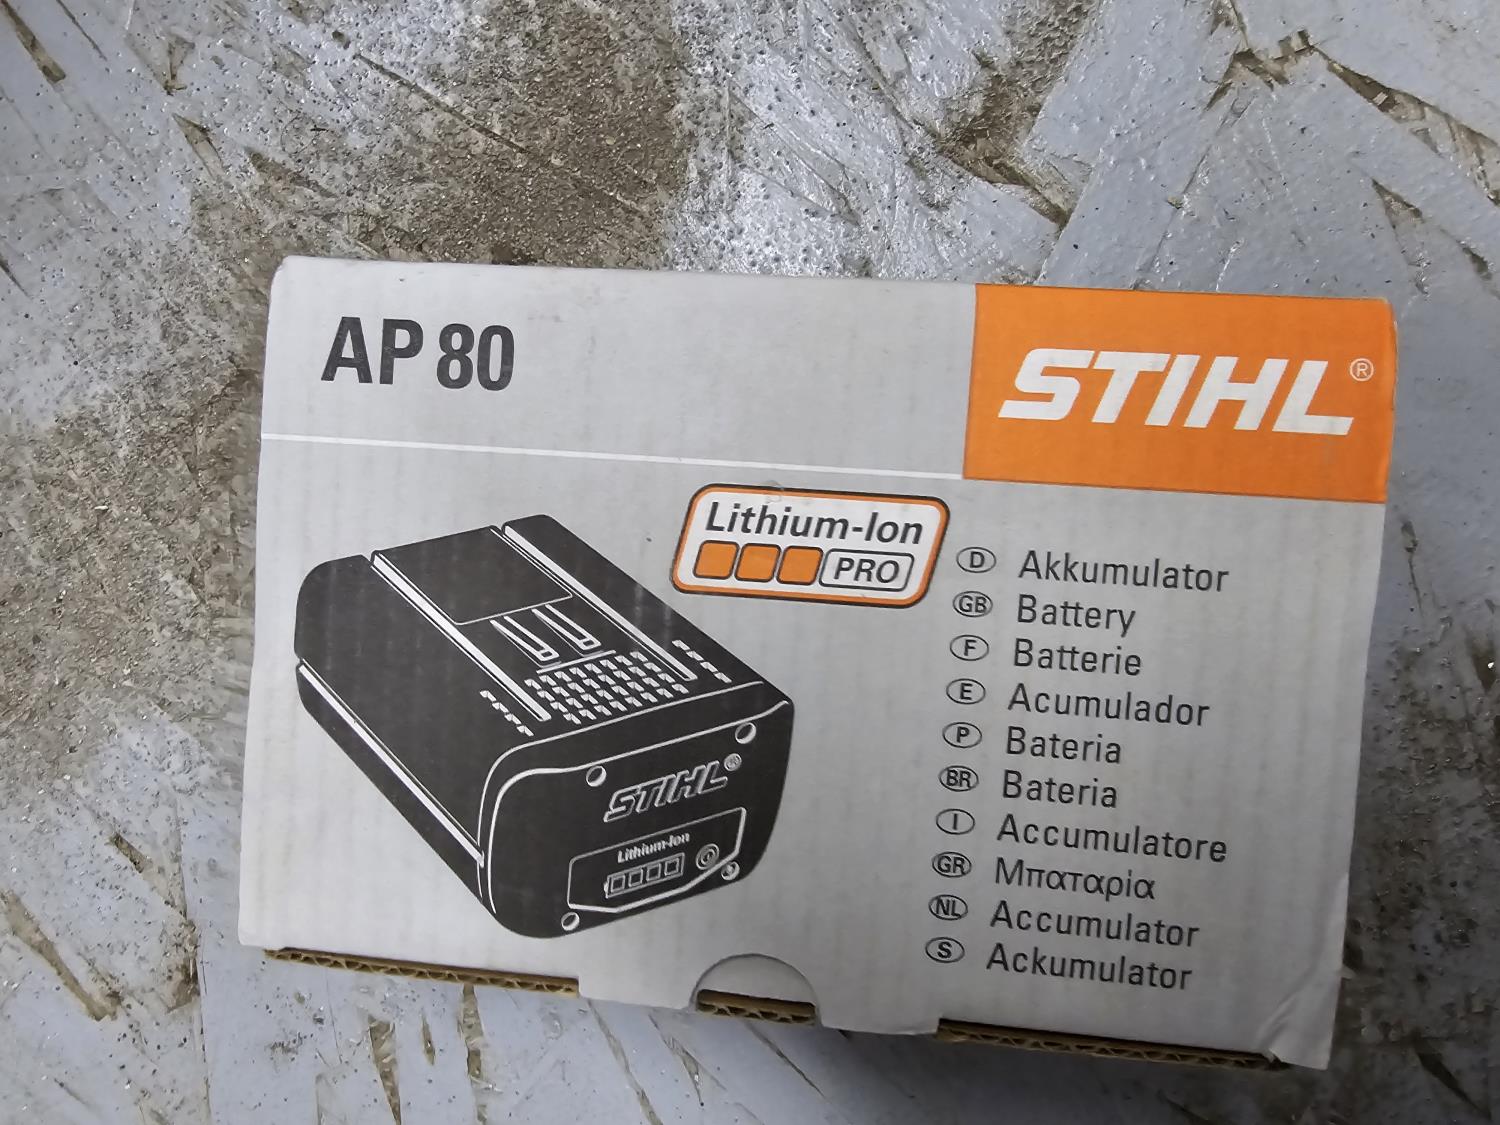 AP 80
STIHL®
Lithium-Ion
PRO
D Akkumulator
GB Battery
F Batterie
E Acumulador
P Bateria
BR Bateria
I Accumulatore
GR Μπαταρία
NL Accumulator
S Ackumulator
STIHL®
Lithium-Ion